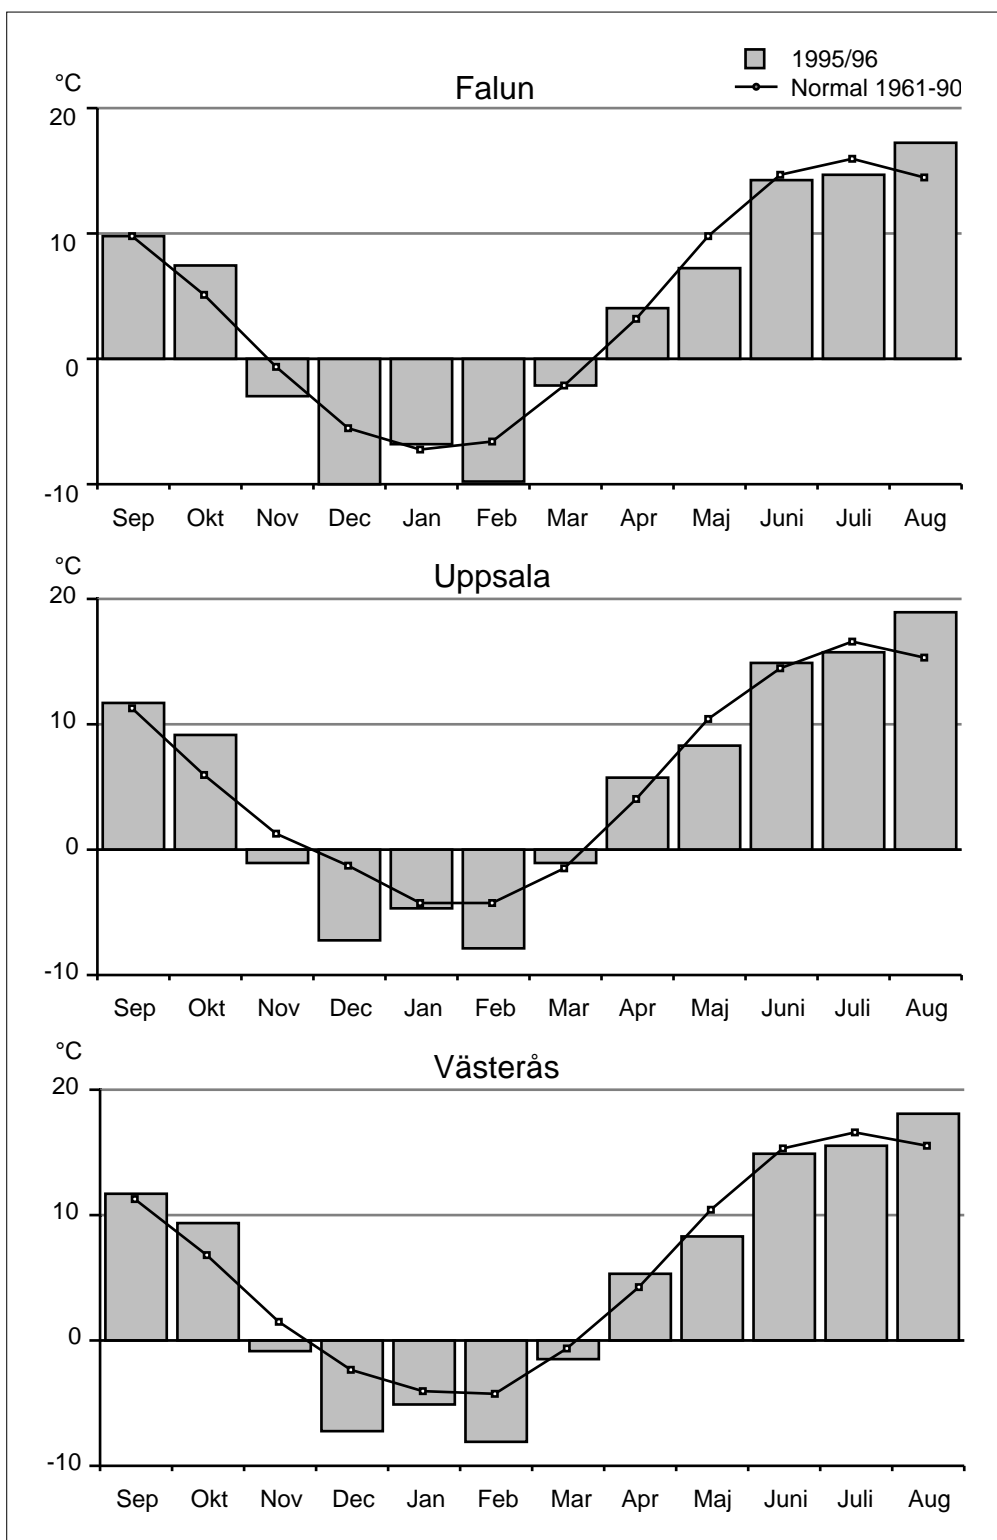 1995/96
Normal 1961-90
°C
Falun
20
10
0
-10
Sep Okt Nov Dec Jan Feb Mar Apr Maj Juni Juli Aug
°C
Uppsala
20
10
0
-10
Sep Okt Nov Dec Jan Feb Mar Apr Maj Juni Juli Aug
°C
Västerås
20
10
0
-10
Sep Okt Nov Dec Jan Feb Mar Apr Maj Juni Juli Aug